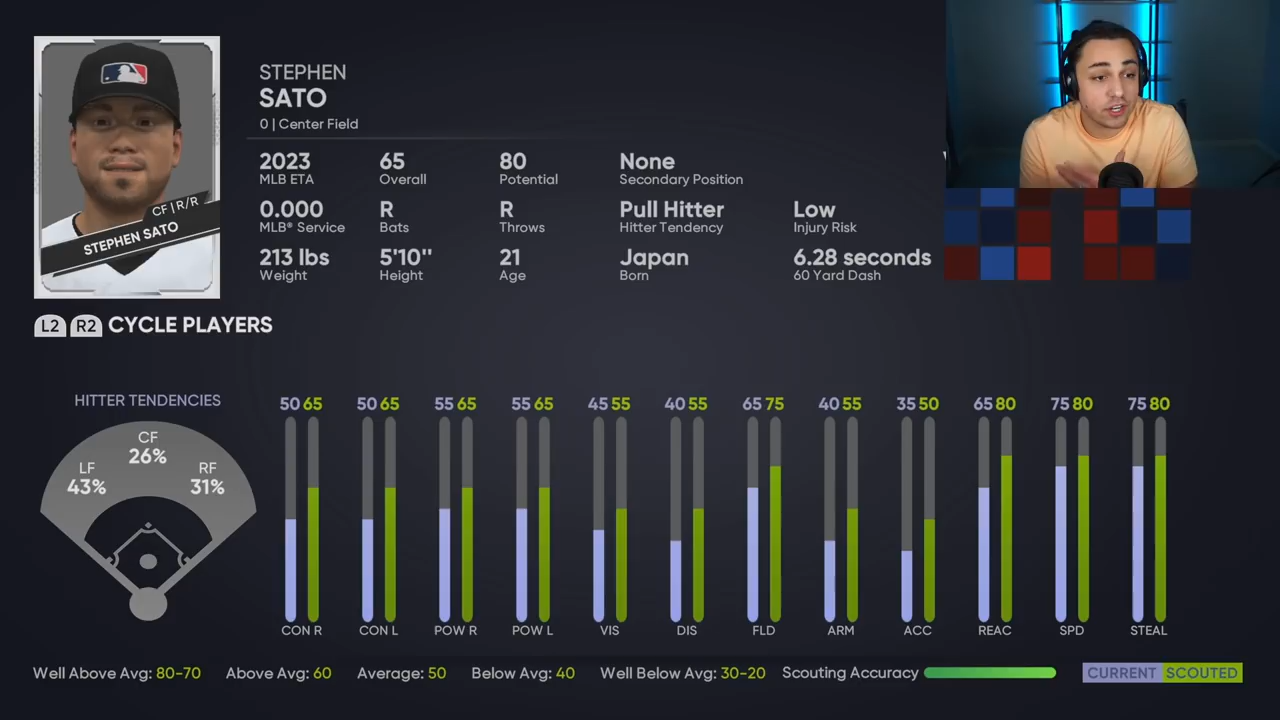 STEPHEN
SATO
0 | Center Field
2023 65 80 None
MLB ETA Overall Potential Secondary Position
0.000 R R Pull Hitter Low
MLB® Service Bats Throws Hitter Tendency Injury Risk
213 lbs 5'10" 21 Japan 6.28 seconds
Weight Height Age Born 60 Yard Dash
CF | R/R
STEPHEN SATO
L2 R2 CYCLE PLAYERS
HITTER TENDENCIES
CF
26%
LF RF
43% 31%
50 65 50 65 55 65 55 65 45 55 40 55 65 75 40 55 35 50 65 80 75 80 75 80
CON R CON L POW R POW L VIS DIS FLD ARM ACC REAC SPD STEAL
Well Above Avg: 80-70 Above Avg: 60 Average: 50 Below Avg: 40 Well Below Avg: 30-20 Scouting Accuracy CURRENT SCOUTED